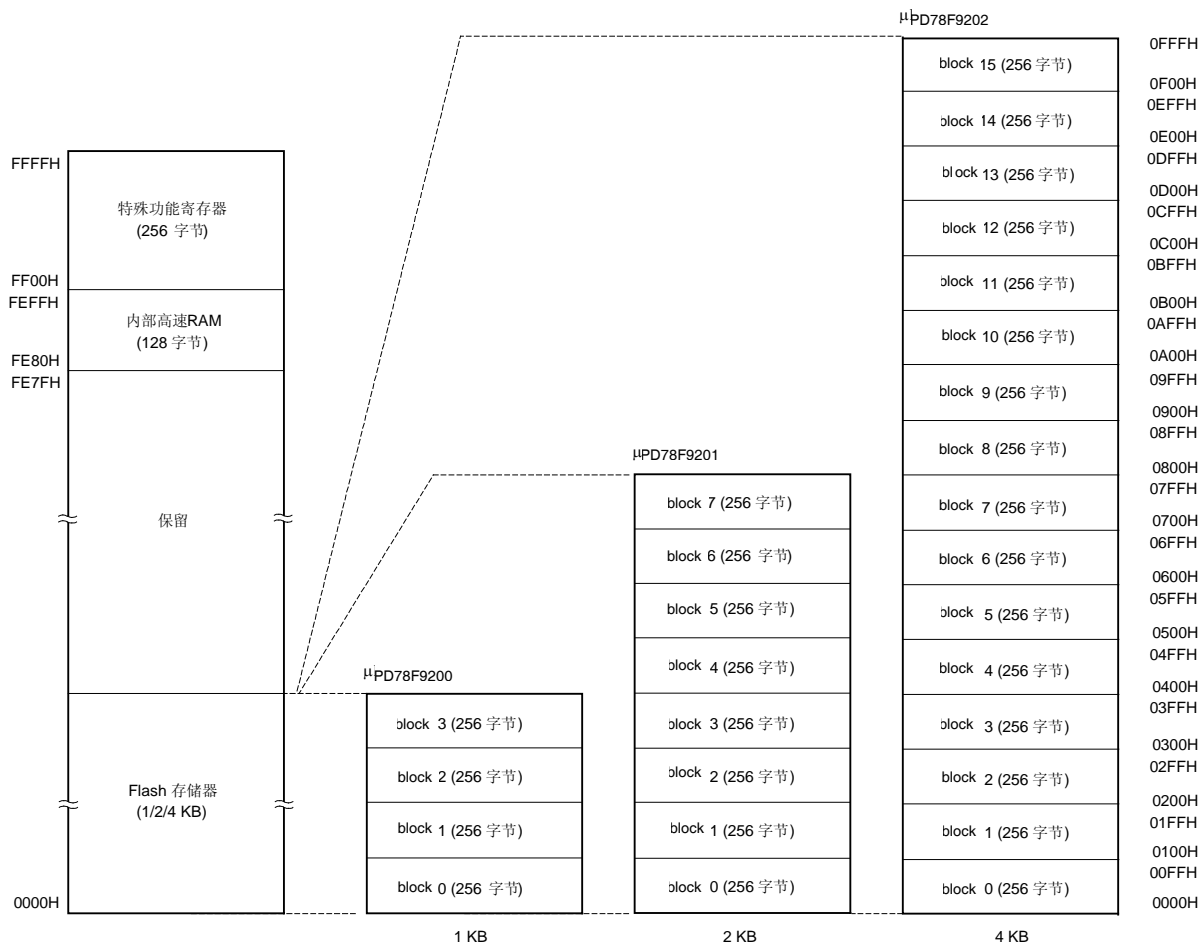 FFFFH
特殊功能寄存器
(256 字节)
FF00H
FEFFH
内部高速RAM
(128 字节)
FE80H
FE7FH
保留
Flash 存储器
(1/2/4 KB)
0000H
μPD78F9200
block 3 (256 字节)
block 2 (256 字节)
block 1 (256 字节)
block 0 (256 字节)
1 KB
μPD78F9201
block 7 (256 字节)
block 6 (256 字节)
block 5 (256 字节)
block 4 (256 字节)
block 3 (256 字节)
block 2 (256 字节)
block 1 (256 字节)
block 0 (256 字节)
2 KB
μPD78F9202
block 15 (256 字节)
block 14 (256 字节)
block 13 (256 字节)
block 12 (256 字节)
block 11 (256 字节)
block 10 (256 字节)
block 9 (256 字节)
block 8 (256 字节)
block 7 (256 字节)
block 6 (256 字节)
block 5 (256 字节)
block 4 (256 字节)
block 3 (256 字节)
block 2 (256 字节)
block 1 (256 字节)
block 0 (256 字节)
4 KB
0FFFH
0F00H
0EFFH
0E00H
0DFFH
0D00H
0CFFH
0C00H
0BFFH
0B00H
0AFFH
0A00H
09FFH
0900H
08FFH
0800H
07FFH
0700H
06FFH
0600H
05FFH
0500H
04FFH
0400H
03FFH
0300H
02FFH
0200H
01FFH
0100H
00FFH
0000H